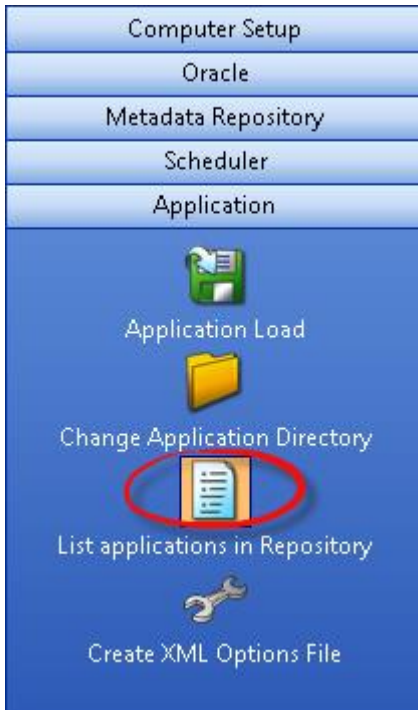 Computer Setup
Oracle
Metadata Repository
Scheduler
Application
Application Load
Change Application Directory
List applications in Repository
Create XML Options File